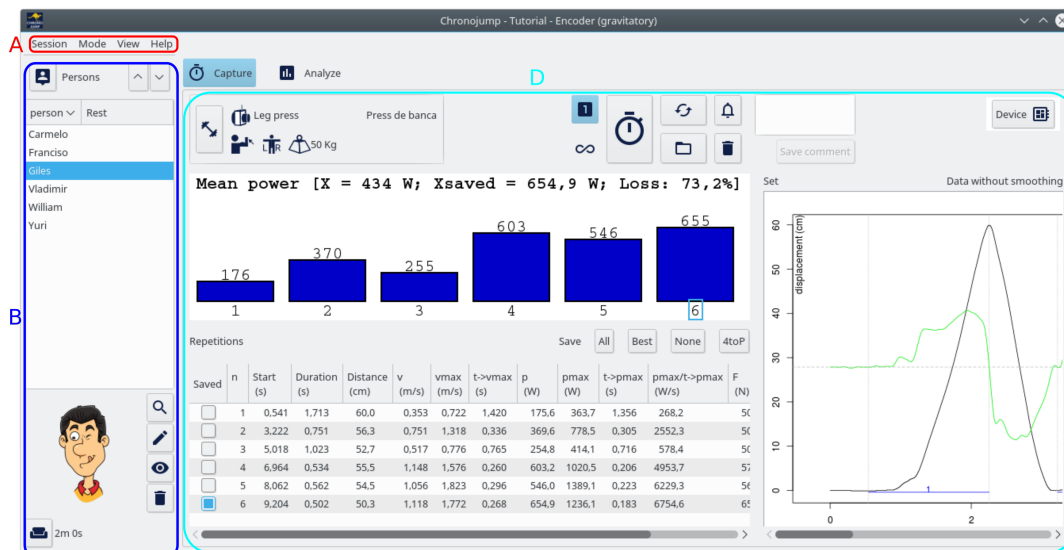 Chronojump - Tutorial - Encoder (gravitatory)
CHRONO
JUMP
A
Session Mode View Help
Persons
person Rest
Carmelo
Franciso
Giles
Vladimir
William
Yuri
B
2m 0s
Capture Analyze
D
Leg press Press de banca
L R 50 Kg
1
Save comment
Device
Mean power [X = 434 W; Xsaved = 654,9 W; Loss: 73,2%]
176 370 255 603 546 655
1 2 3 4 5 6
Repetitions Save All Best None 4toP
Saved n Start (s) Duration (s) Distance (cm) v (m/s) vmax (m/s) t->vmax (s) p (W) pmax (W) t->pmax (s) pmax/t->pmax (W/s) F (N)
1 0,541 1,713 60,0 0,353 0,722 1,420 175,6 363,7 1,356 268,2 50
2 3,222 0,751 56,3 0,751 1,318 0,336 369,6 778,5 0,305 2552,3 50
3 5,018 1,023 52,7 0,517 0,776 0,765 254,8 414,1 0,716 578,4 50
4 6,964 0,534 55,5 1,148 1,576 0,260 603,2 1020,5 0,206 4953,7 57
5 8,062 0,562 54,5 1,056 1,823 0,296 546,0 1389,1 0,223 6229,3 56
6 9,204 0,502 50,3 1,118 1,772 0,268 654,9 1236,1 0,183 6754,6 65
Set Data without smoothing
displacement (cm)
60
50
40
30
20
10
0
1
0 2